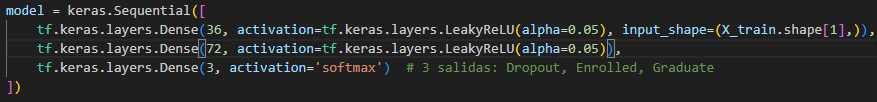 model = keras.Sequential([
    tf.keras.layers.Dense(36, activation=tf.keras.layers.LeakyReLU(alpha=0.05), input_shape=(X_train.shape[1],)),
    tf.keras.layers.Dense(72, activation=tf.keras.layers.LeakyReLU(alpha=0.05)),
    tf.keras.layers.Dense(3, activation='softmax')  # 3 salidas: Dropout, Enrolled, Graduate
])